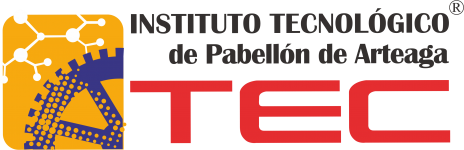 INSTITUTO TECNOLÓGICO ®
de Pabellón de Arteaga
TEC